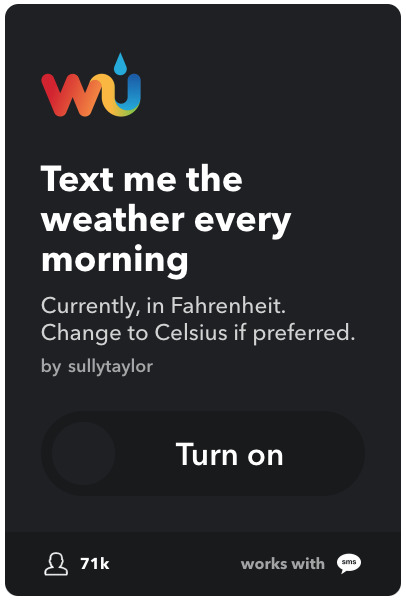 wu
Text me the
weather every
morning
Currently, in Fahrenheit.
Change to Celsius if preferred.
by sullytaylor
Turn on
71k
works with sms